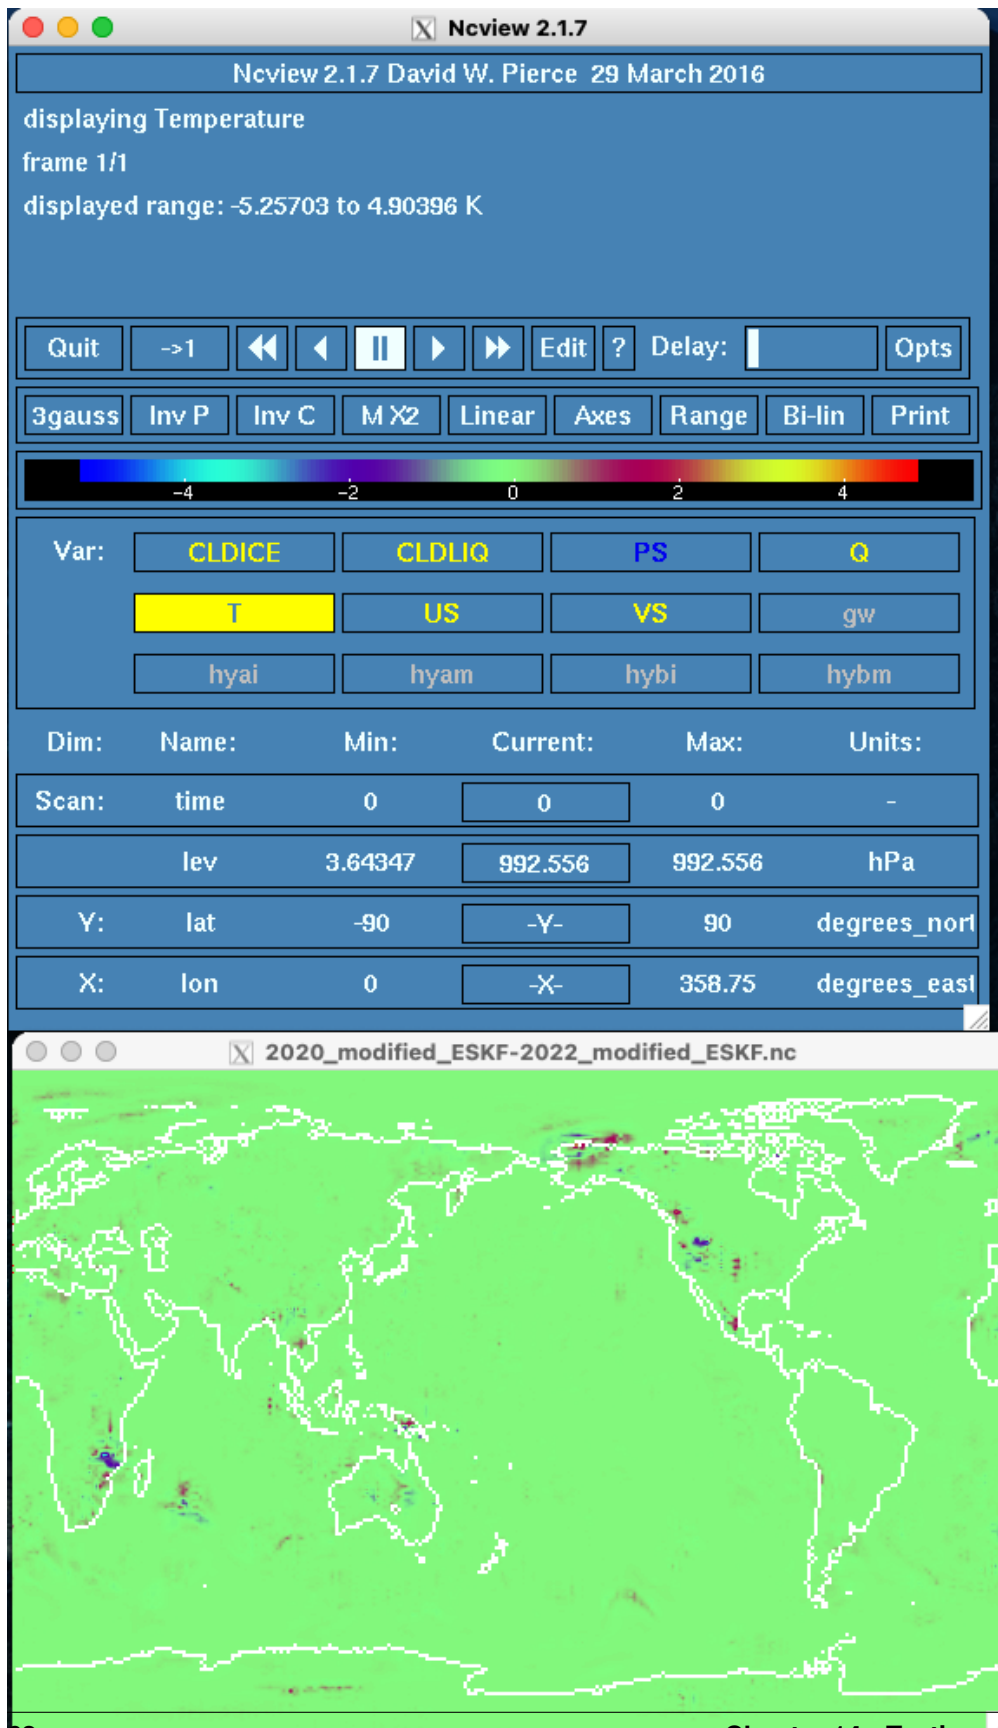 Ncview 2.1.7
Ncview 2.1.7 David W. Pierce 29 March 2016
displaying Temperature
frame 1/1
displayed range: -5.25703 to 4.90396 K
Quit ->1 Edit ? Delay: Opts
3gauss Inv P Inv C M X2 Linear Axes Range Bi-lin Print
-4 -2 0 2 4
Var: CLDICE CLDLIQ PS Q
T US VS gw
hyai hyam hybi hybm
Dim: Name: Min: Current: Max: Units:
Scan: time 0 0 0 -
lev 3.64347 992.556 992.556 hPa
Y: lat -90 -Y- 90 degrees_nort
X: lon 0 -X- 358.75 degrees_east
2020_modified_ESKF-2022_modified_ESKF.nc